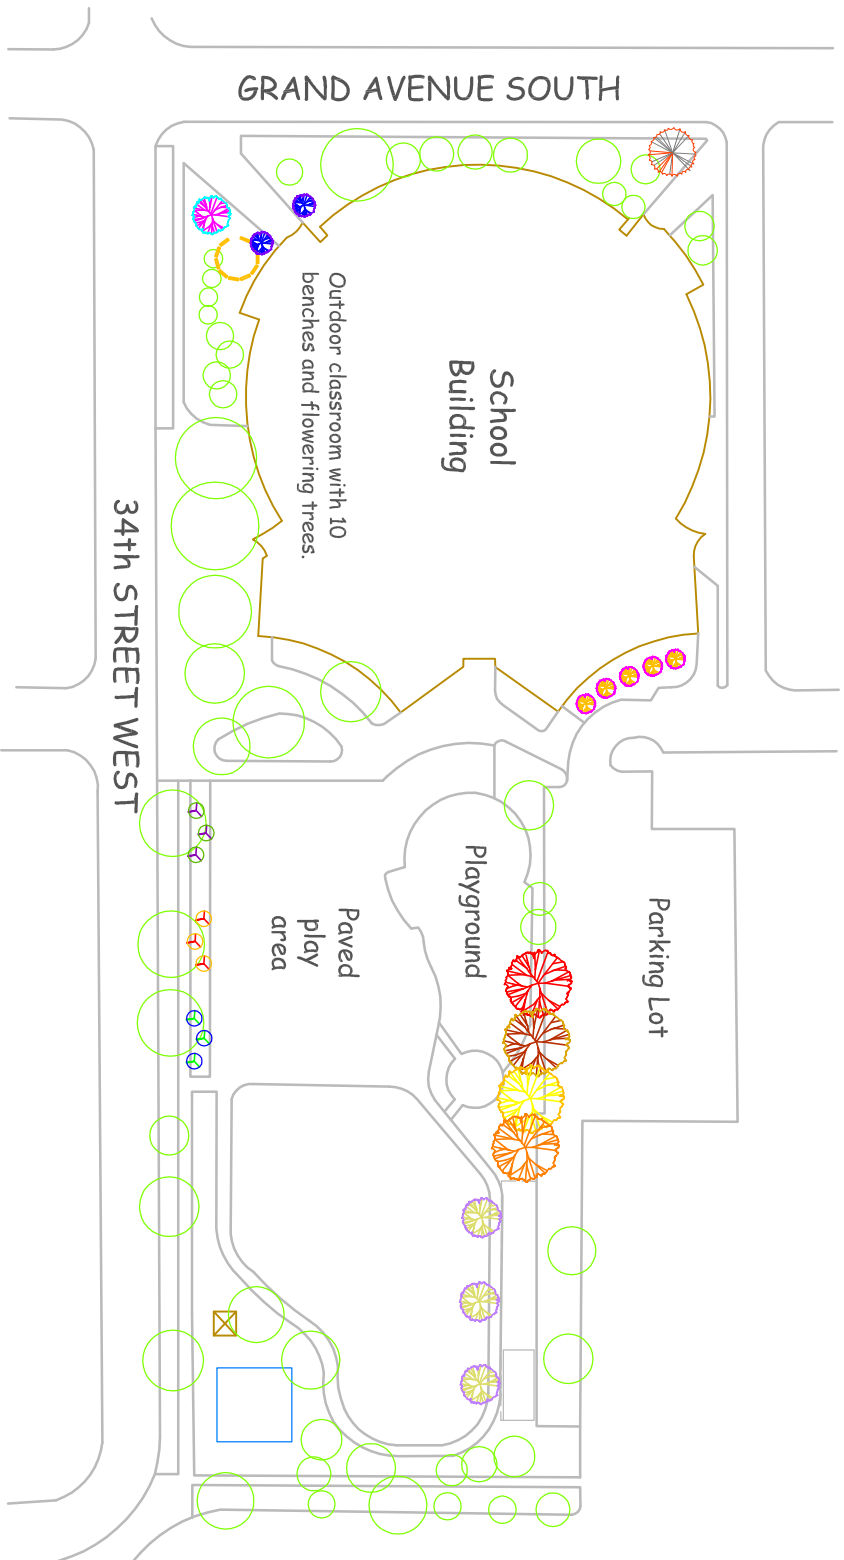 GRAND AVENUE SOUTH
School
Building
Outdoor classroom with 10
benches and flowering trees.
34th STREET WEST
Playground
Paved
play
area
Parking Lot